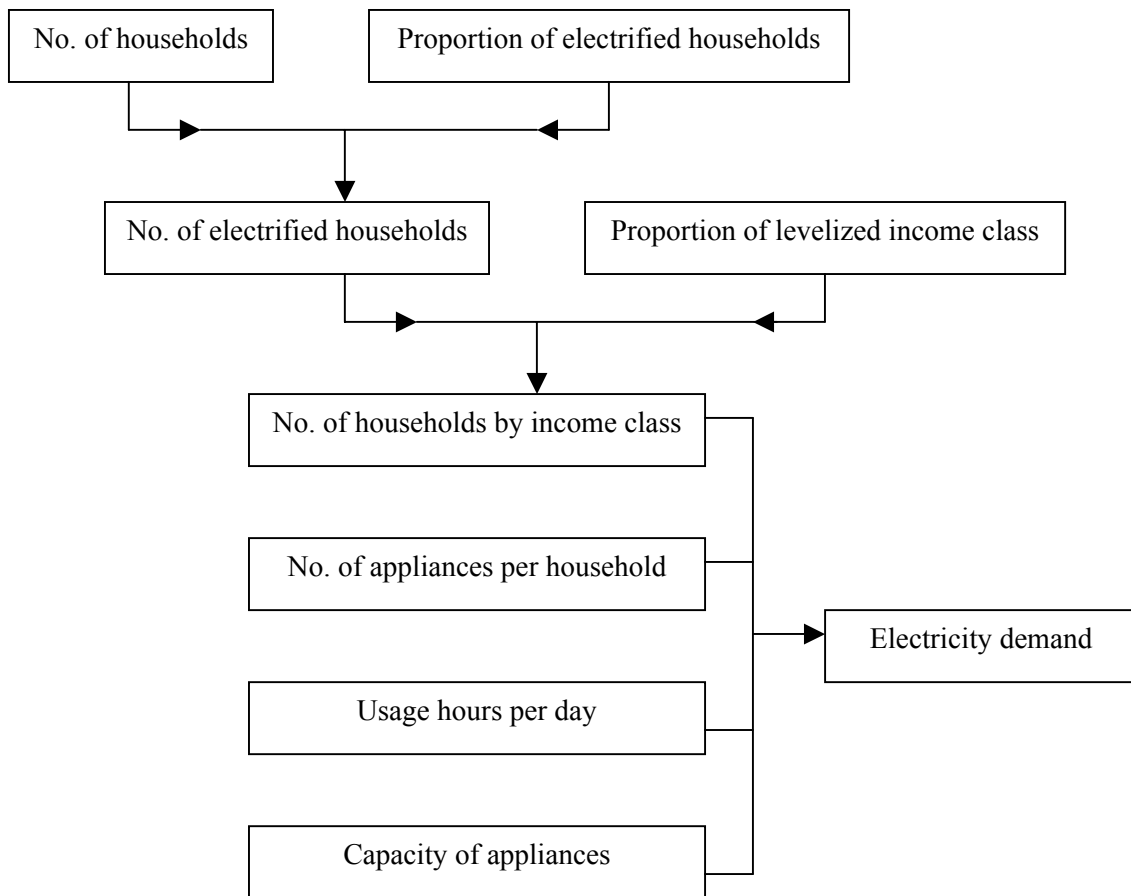 No. of households
Proportion of electrified households
No. of electrified households
Proportion of levelized income class
No. of households by income class
No. of appliances per household
Electricity demand
Usage hours per day
Capacity of appliances